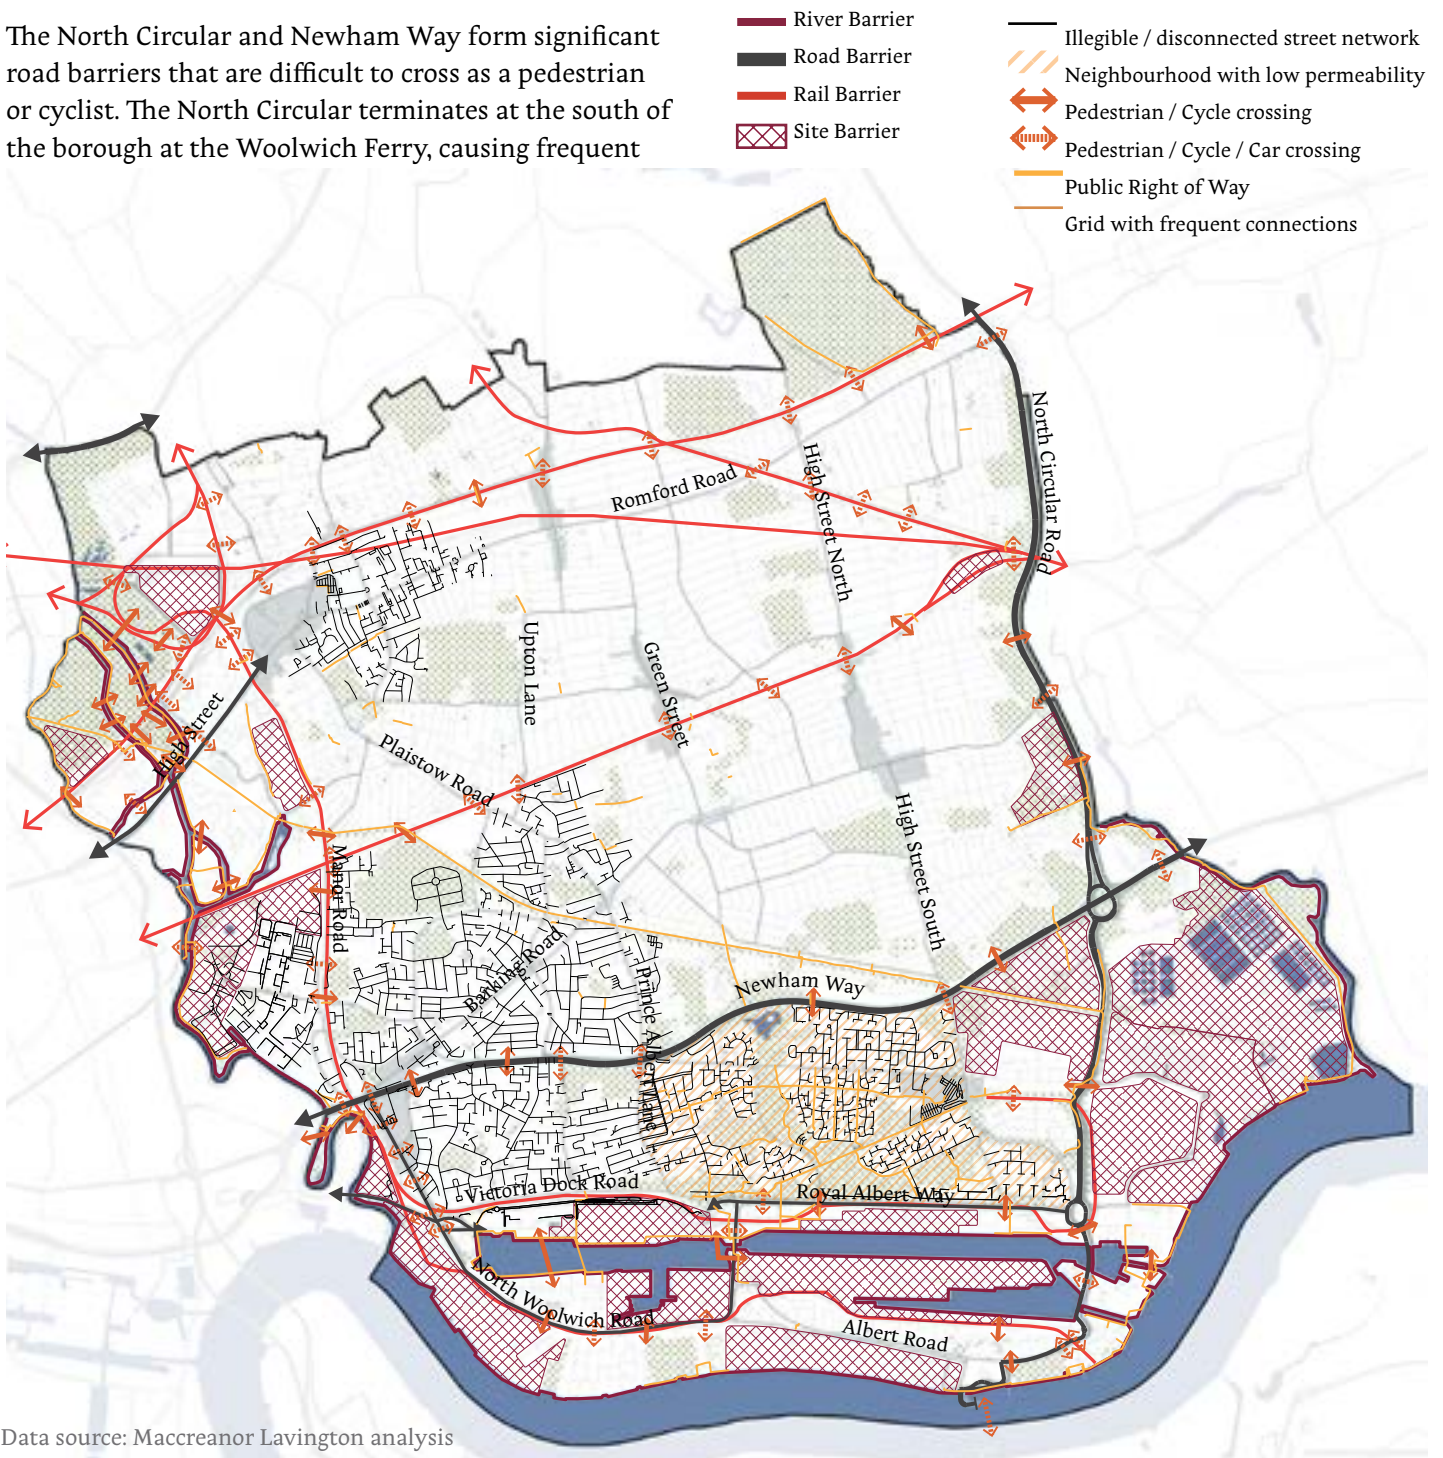 The North Circular and Newham Way form significant
road barriers that are difficult to cross as a pedestrian
or cyclist. The North Circular terminates at the south of
the borough at the Woolwich Ferry, causing frequent
River Barrier
Road Barrier
Rail Barrier
Site Barrier
Illegible / disconnected street network
Neighbourhood with low permeability
Pedestrian / Cycle crossing
Pedestrian / Cycle / Car crossing
Public Right of Way
Grid with frequent connections
North Circular Road
High Street North
Romford Road
Upton Lane
Green Street
High Street
Plaistow Road
High Street South
Manor Road
Barking Road
Prince Albert Lane
Newham Way
Victoria Dock Road
Royal Albert Way
North Woolwich Road
Albert Road
Data source: Maccreanor Lavington analysis